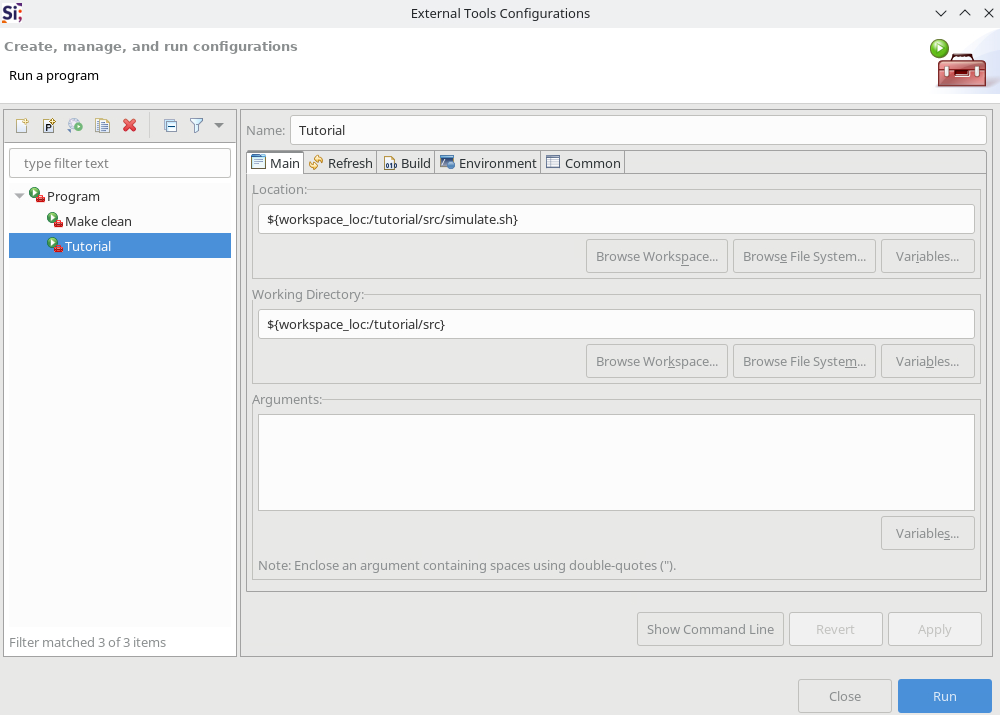 Si
External Tools Configurations
Create, manage, and run configurations
Run a program
type filter text
Program
Make clean
Tutorial
Filter matched 3 of 3 items
Name: Tutorial
Main Refresh Build Environment Common
Location:
${workspace_loc:/tutorial/src/simulate.sh}
Browse Workspace... Browse File System... Variables...
Working Directory:
${workspace_loc:/tutorial/src}
Browse Workspace... Browse File System... Variables...
Arguments:
Variables...
Note: Enclose an argument containing spaces using double-quotes (").
Show Command Line Revert Apply
Close Run